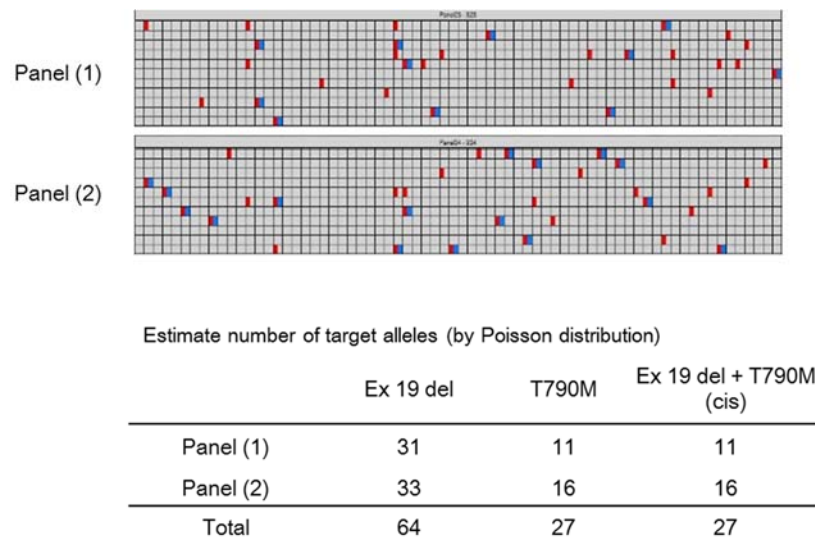 Panel (1)
Panel (2)
Estimate number of target alleles (by Poisson distribution)
Ex 19 del T790M Ex 19 del + T790M (cis)
Panel (1) 31 11 11
Panel (2) 33 16 16
Total 64 27 27